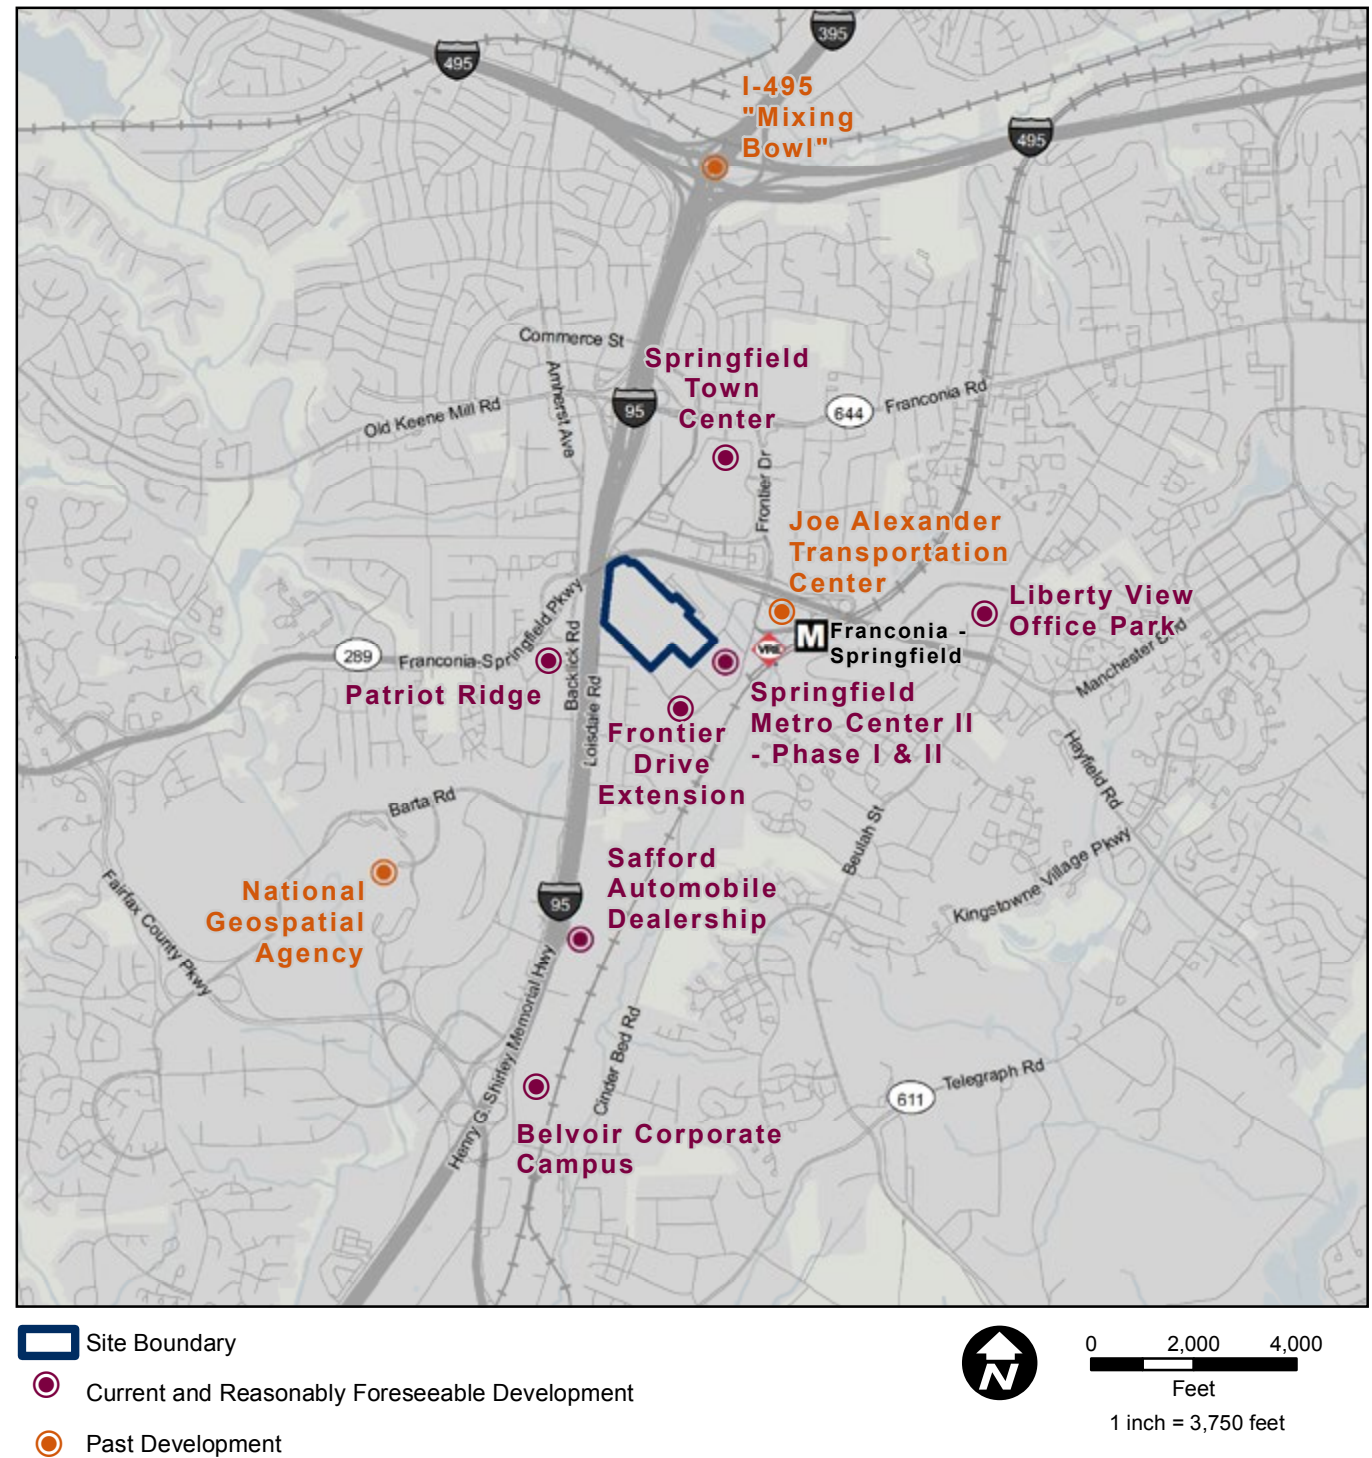 395
495
I-495
"Mixing
Bowl"
495
Commerce St
Springfield
Town
Center
Amherst Ave
Old Keene Mill Rd
95
644
Franconia Rd
Frontier Dr
Joe Alexander
Transportation
Center
Liberty View
Office Park
Franconia-Springfield Pkwy
289
Backlick Rd
Loisdale Rd
Patriot Ridge
VRE
M
Franconia -
Springfield
Manchester Blvd
Springfield
Metro Center II
- Phase I & II
Frontier
Drive
Extension
Hayfield Rd
Barta Rd
Beulah St
Kingstowne Village Pkwy
Safford
Automobile
Dealership
National
Geospatial
Agency
Fairfax County Pkwy
95
Henry G. Shirley Memorial Hwy
Cinder Bed Rd
Telegraph Rd
611
Belvoir Corporate
Campus
Site Boundary
Current and Reasonably Foreseeable Development
Past Development
N
0 2,000 4,000
Feet
1 inch = 3,750 feet